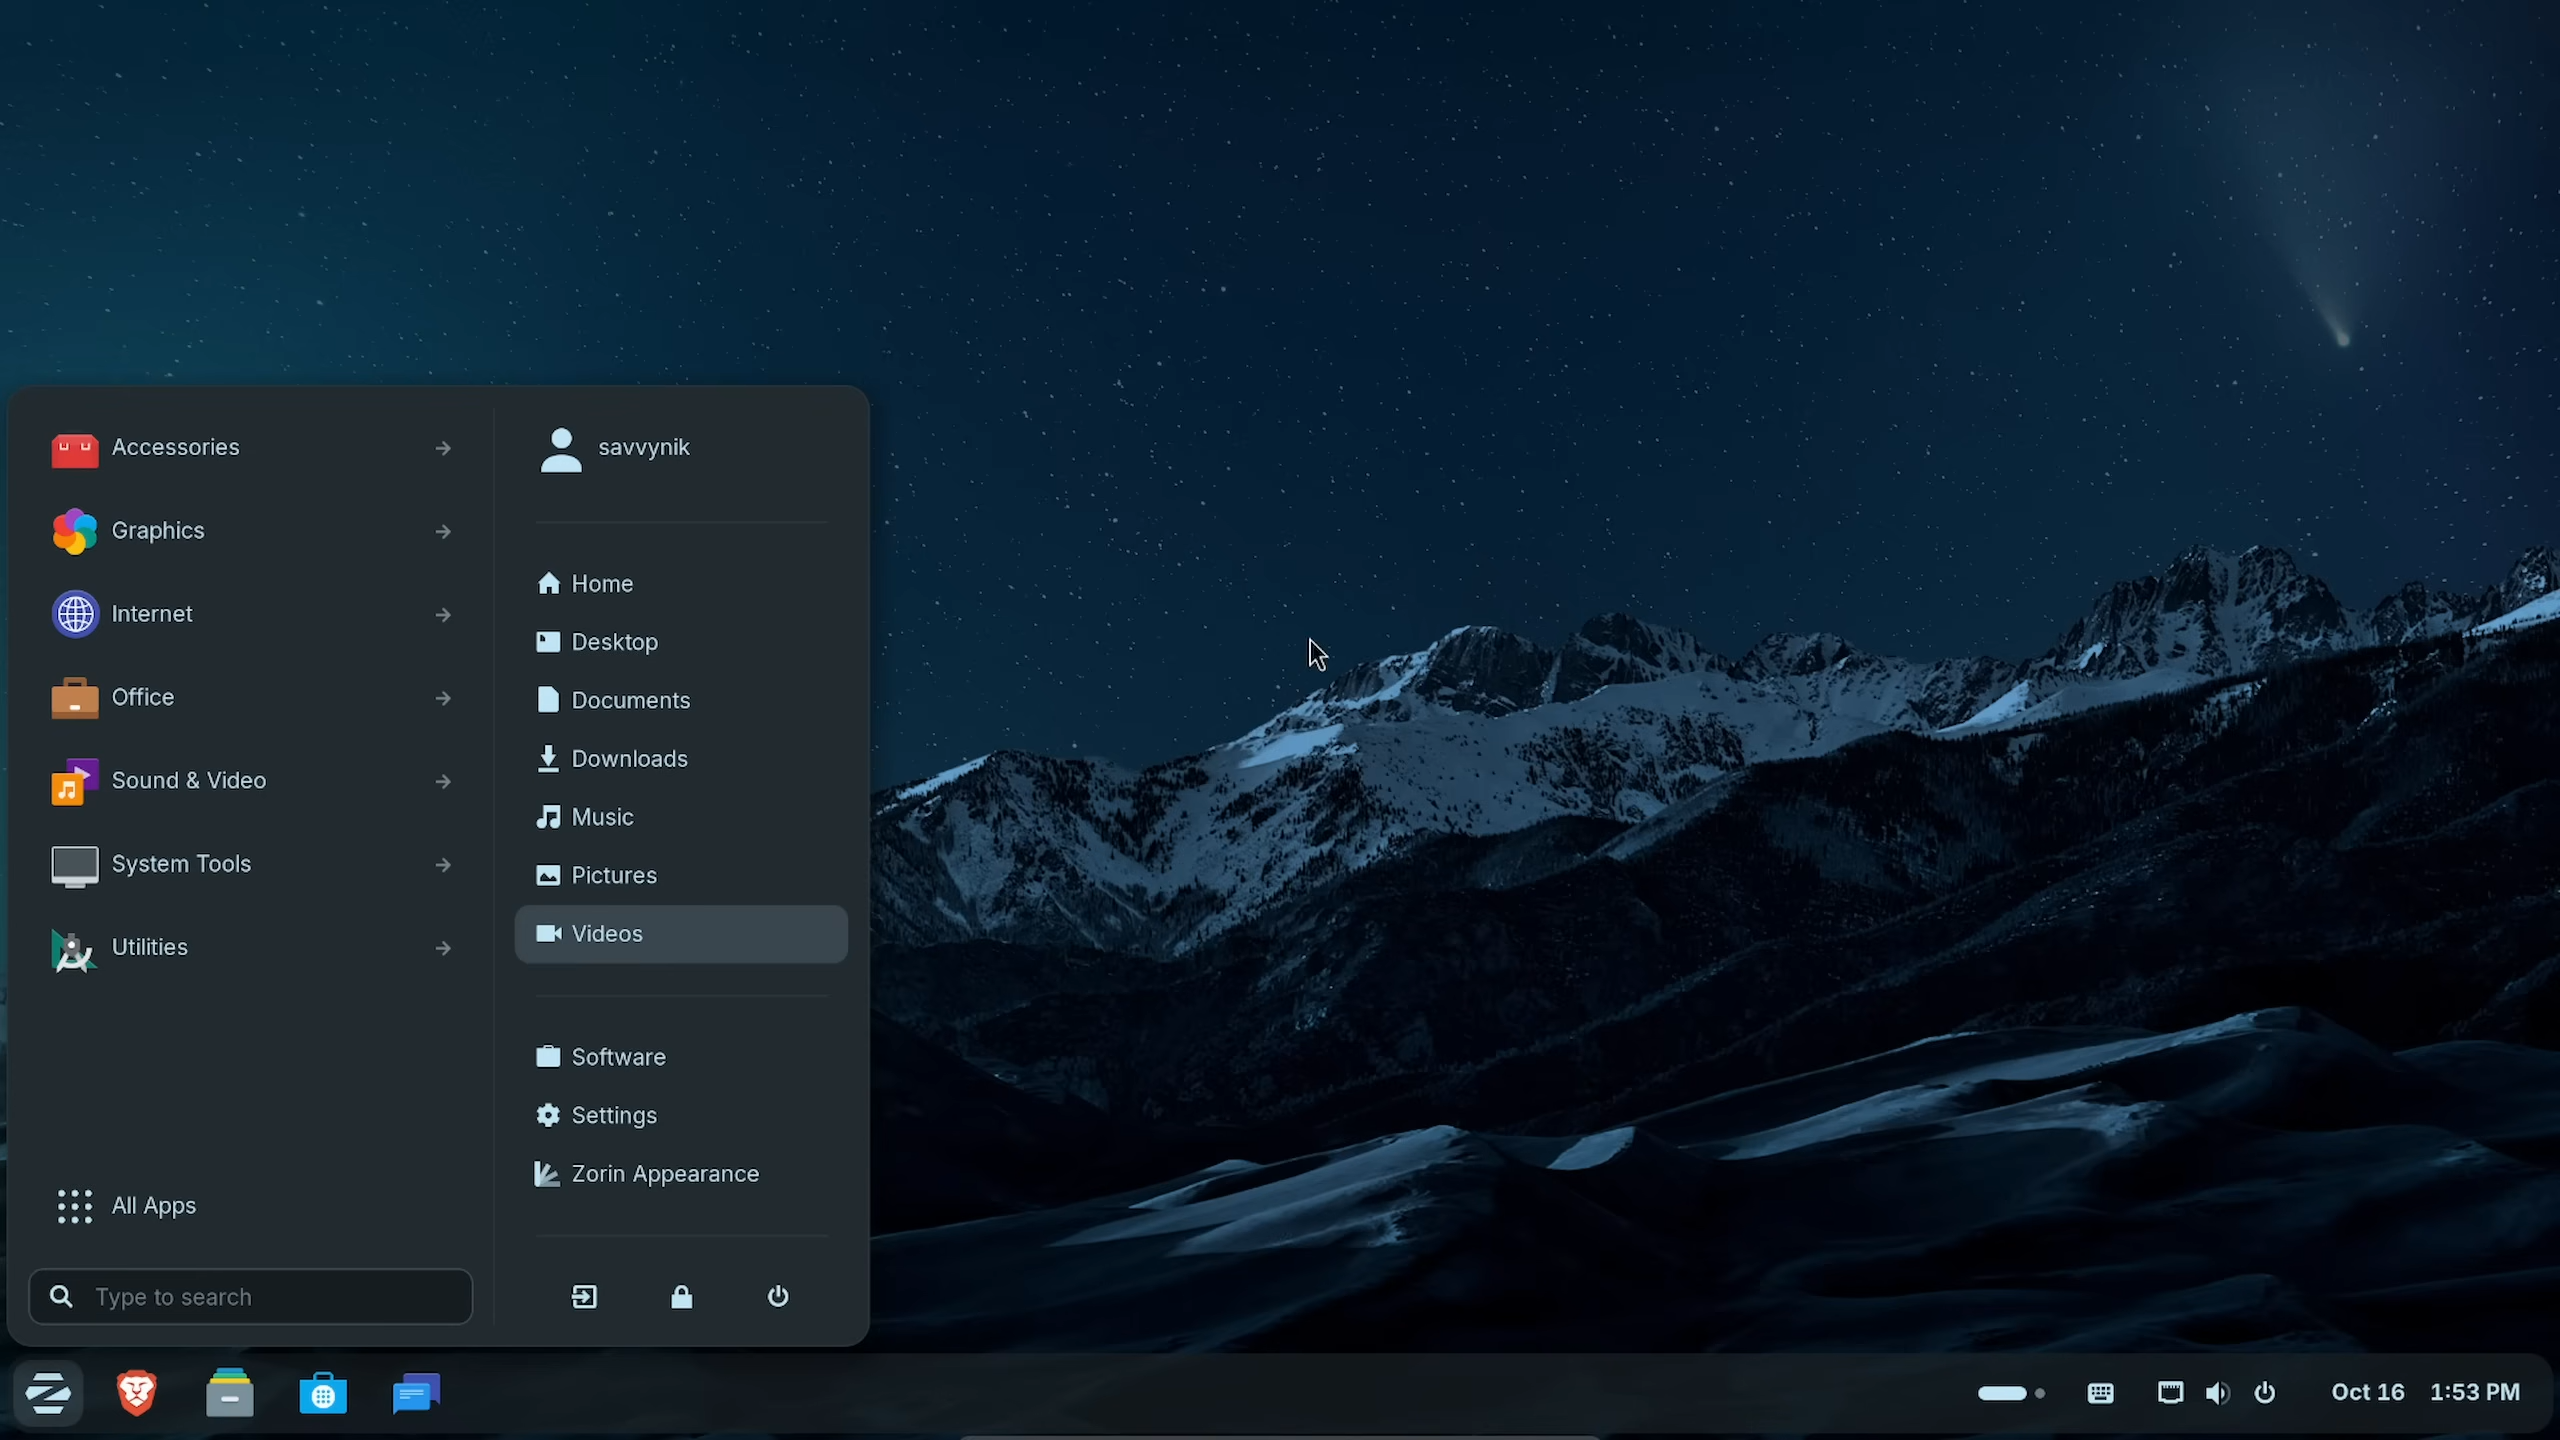 Accessories
Graphics
Internet
Office
Sound & Video
System Tools
Utilities
All Apps
Type to search
savvynik
Home
Desktop
Documents
Downloads
Music
Pictures
Videos
Software
Settings
Zorin Appearance
Oct 16 1:53 PM